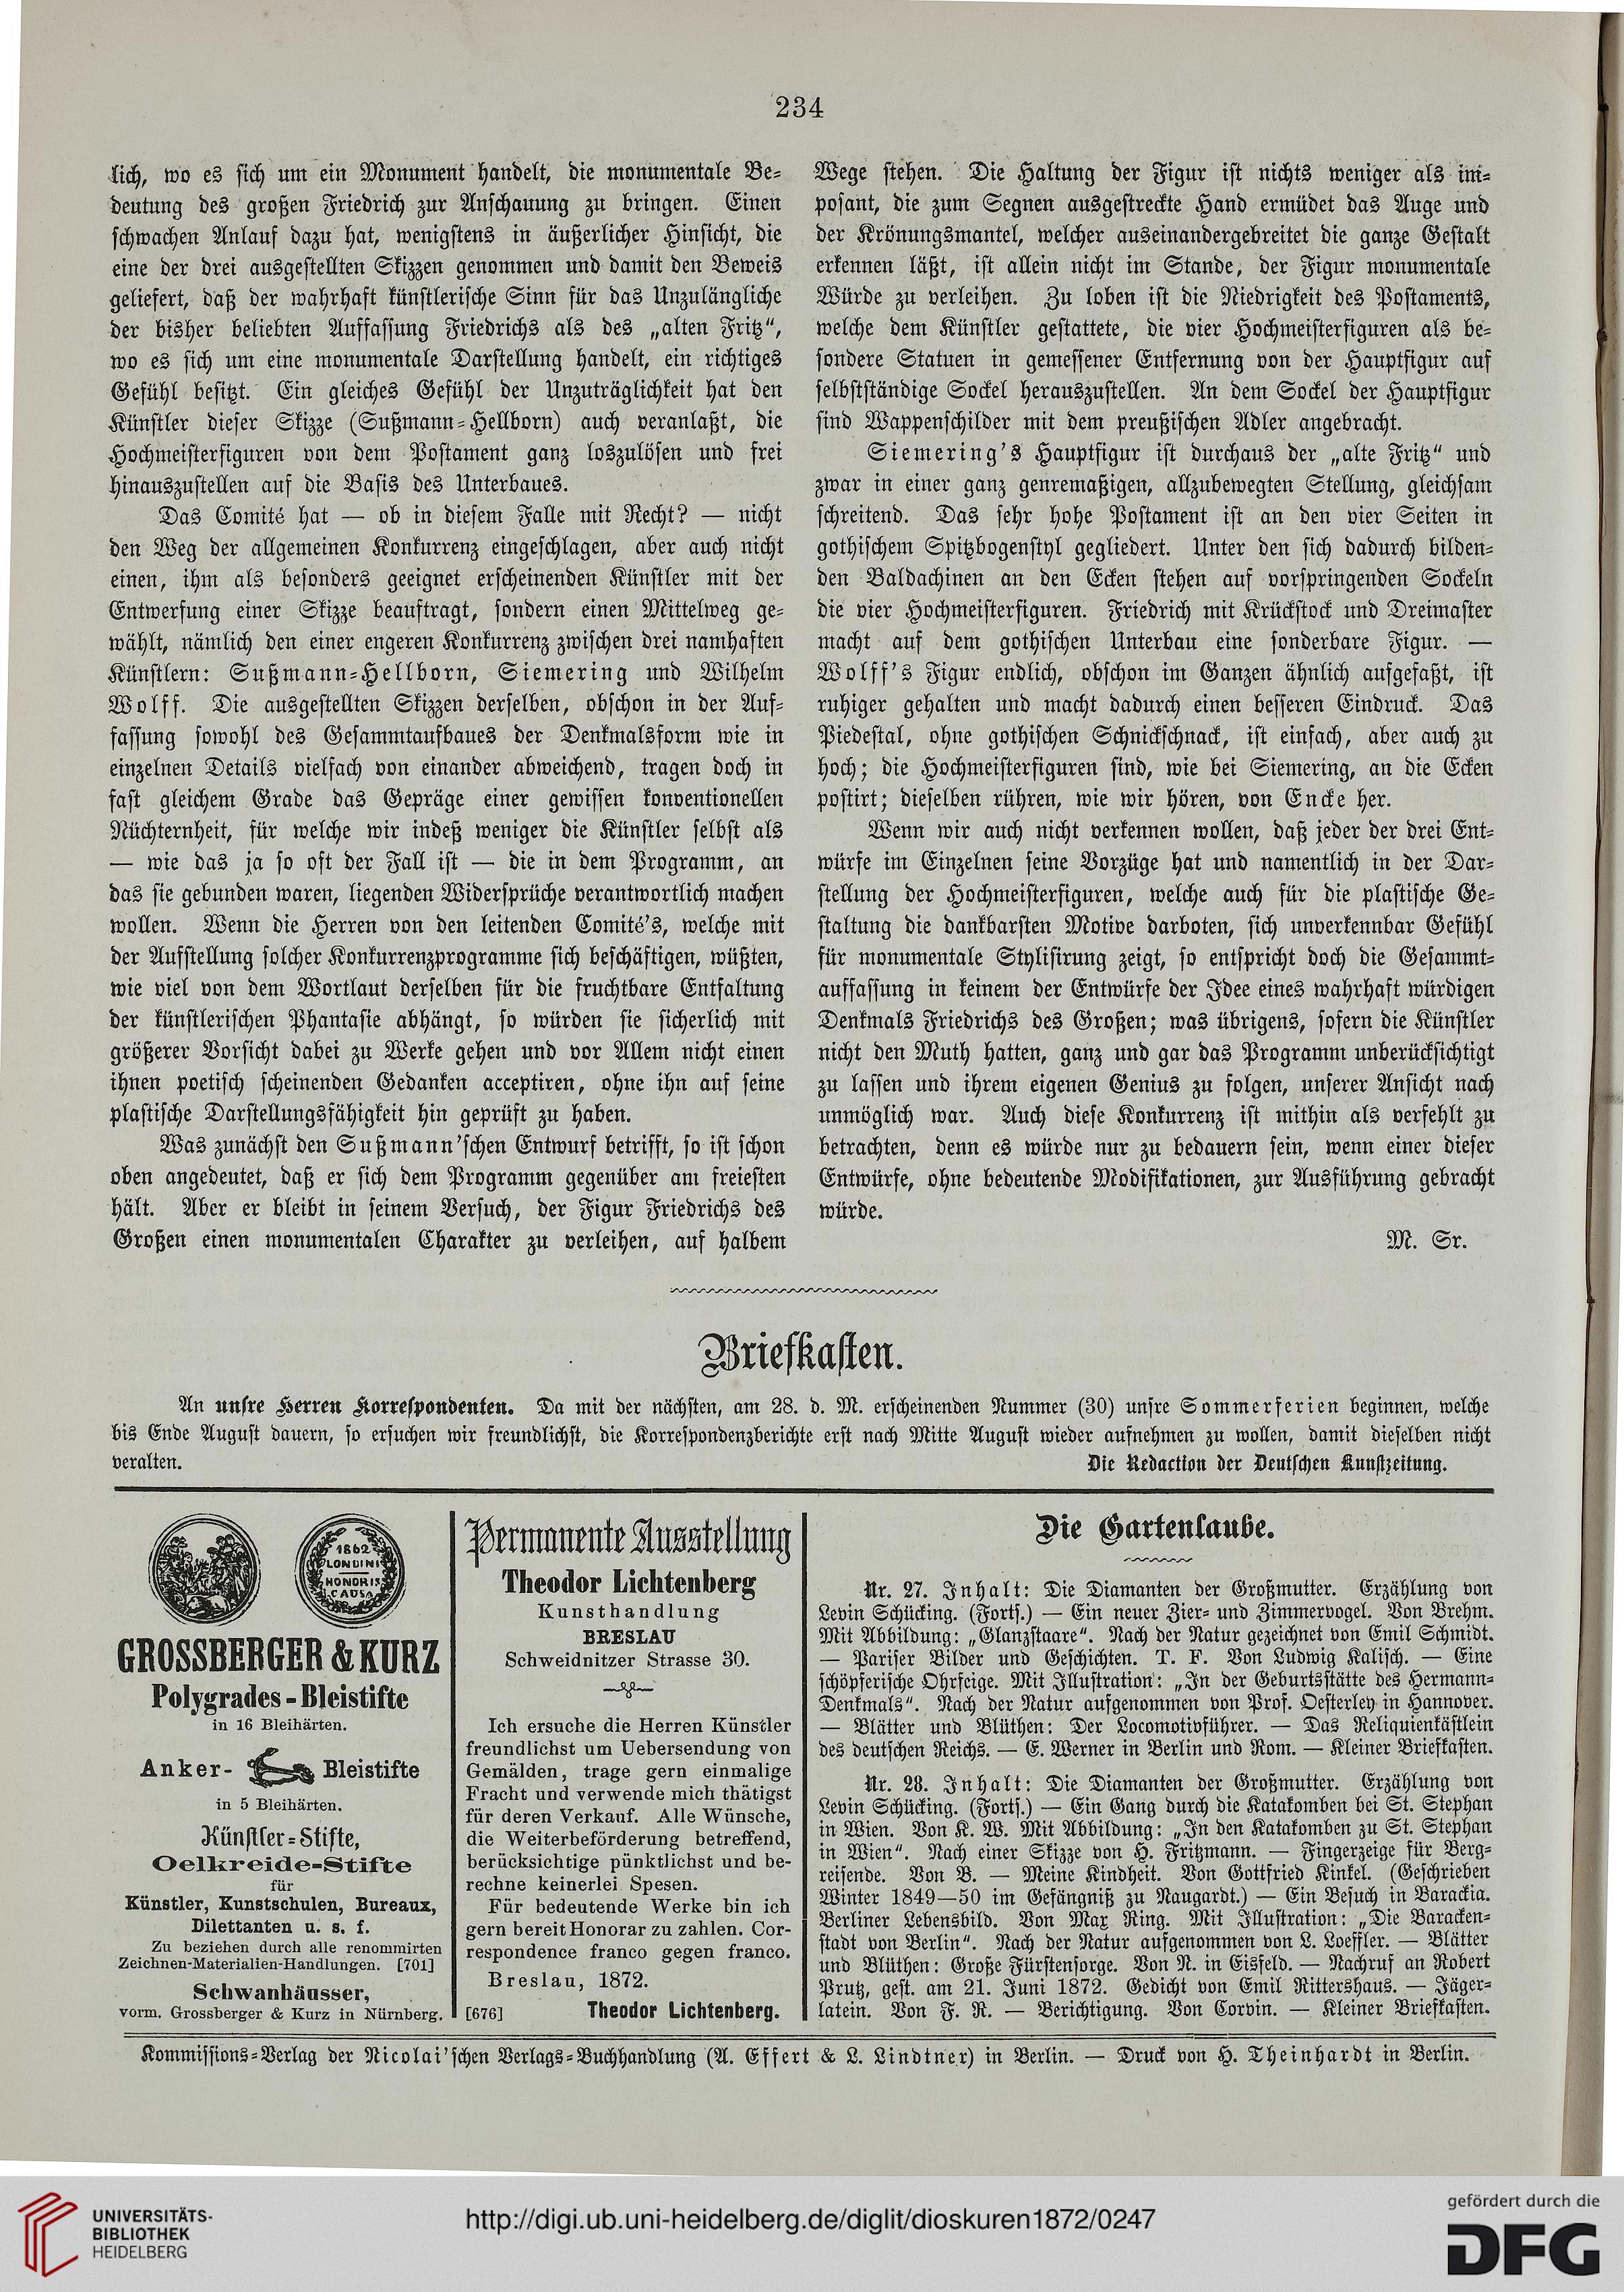 234
lich, wo es sich um ein Monument handelt, die monumentale Be-
deutung des großen Friedrich zur Anschauung zu bringen. Einen
schwachen Anlauf dazu hat, wenigstens in äußerlicher Hinsicht, die
eine der drei ausgestellten Skizzen genommen und damit den Beweis
geliefert, daß der wahrhaft künstlerische Sinn für das Unzulängliche
der bisher beliebten Auffassung Friedrichs als des „alten Fritz“,
wo es sich um eine monumentale Darstellung handelt, ein richtiges
Gefühl besitzt. Ein gleiches Gefühl der Unzuträglichkeit hat den
Künstler dieser Skizze (Sußmann-Hellborn) auch veranlaßt, die
Hochmeisterfiguren von dem Postament ganz loszulösen und frei
hinauszustellen auf die Basis des Unterbaues.
Das Comité hat — ob in diesem Falle mit Recht? — nicht
den Weg der allgemeinen Konkurrenz eingeschlagen, aber auch nicht
einen, ihm als besonders geeignet erscheinenden Künstler mit der
Entwerfung einer Skizze beauftragt, sondern einen Mittelweg ge-
wählt, nämlich den einer engeren Konkurrenz zwischen drei namhaften
Künstlern: Sußmann-Hellborn, Siemering und Wilhelm
Wolff. Die ausgestellten Skizzen derselben, obschon in der Auf-
fassung sowohl des Gesammtaufbaues der Denkmalsform wie in
einzelnen Details vielfach von einander abweichend, tragen doch in
fast gleichem Grade das Gepräge einer gewissen konventionellen
Nüchternheit, für welche wir indeß weniger die Künstler selbst als
— wie das ja so oft der Fall ist — die in dem Programm, an
das sie gebunden waren, liegenden Widersprüche verantwortlich machen
wollen. Wenn die Herren von den leitenden Comité's, welche mit
der Aufstellung solcher Konkurrenzprogramme sich beschäftigen, wüßten,
wie viel von dem Wortlaut derselben für die fruchtbare Entfaltung
der künstlerischen Phantasie abhängt, so würden sie sicherlich mit
größerer Vorsicht dabei zu Werke gehen und vor Allem nicht einen
ihnen poetisch scheinenden Gedanken acceptiren, ohne ihn auf seine
plastische Darstellungsfähigkeit hin geprüft zu haben.
Was zunächst den Sußmann'schen Entwurf betrifft, so ist schon
oben angedeutet, daß er sich dem Programm gegenüber am freiesten
hält. Aber er bleibt in seinem Versuch, der Figur Friedrichs des
Großen einen monumentalen Charakter zu verleihen, auf halbem
Wege stehen. Die Haltung der Figur ist nichts weniger als im-
posant, die zum Segnen ausgestreckte Hand ermüdet das Auge und
der Krönungsmantel, welcher auseinandergebreitet die ganze Gestalt
erkennen läßt, ist allein nicht im Stande, der Figur monumentale
Würde zu verleihen. Zu loben ist die Niedrigkeit des Postaments,
welche dem Künstler gestattete, die vier Hochmeisterfiguren als be-
sondere Statuen in gemessener Entfernung von der Hauptfigur auf
selbstständige Sockel herauszustellen. An dem Sockel der Hauptfigur
sind Wappenschilder mit dem preußischen Adler angebracht.
Siemering's Hauptfigur ist durchaus der „alte Fritz“ und
zwar in einer ganz genremaßigen, allzubewegten Stellung, gleichsam
schreitend. Das sehr hohe Postament ist an den vier Seiten in
gothischem Spitzbogenstyl gegliedert. Unter den sich dadurch bilden-
den Baldachinen an den Ecken stehen auf vorspringenden Sockeln
die vier Hochmeisterfiguren. Friedrich mit Krückstock und Dreimaster
macht auf dem gothischen Unterbau eine sonderbare Figur. —
Wolff's Figur endlich, obschon im Ganzen ähnlich aufgefaßt, ist
ruhiger gehalten und macht dadurch einen besseren Eindruck. Das
Piedestal, ohne gothischen Schnickschnack, ist einfach, aber auch zu
hoch; die Hochmeisterfiguren sind, wie bei Siemering, an die Ecken
postirt; dieselben rühren, wie wir hören, von Encke her.
Wenn wir auch nicht verkennen wollen, daß jeder der drei Ent-
würfe im Einzelnen seine Vorzüge hat und namentlich in der Dar-
stellung der Hochmeisterfiguren, welche auch für die plastische Ge-
staltung die dankbarsten Motive darboten, sich unverkennbar Gefühl
für monumentale Stylisirung zeigt, so entspricht doch die Gesammt-
auffassung in keinem der Entwürfe der Idee eines wahrhaft würdigen
Denkmals Friedrichs des Großen; was übrigens, sofern die Künstler
nicht den Muth hatten, ganz und gar das Programm unberücksichtigt
zu lassen und ihrem eigenen Genius zu folgen, unserer Ansicht nach
unmöglich war. Auch diese Konkurrenz ist mithin als verfehlt zu
betrachten, denn es würde nur zu bedauern sein, wenn einer dieser
Entwürfe, ohne bedeutende Modifikationen, zur Ausführung gebracht
würde.
M. Sr.
Briefkasten.
An unsre Herren Korrespondenten. Da mit der nächsten, am 28. d. M. erscheinenden Nummer (30) unsre Sommerferien beginnen, welche
bis Ende August dauern, so ersuchen wir freundlichst, die Korrespondenzberichte erst nach Mitte August wieder aufnehmen zu wollen, damit dieselben nicht
veralten. Die Redaction der Deutschen Kunstzeitung.
1862
LONDINI
HONORIS
CAUSA
GROSSBERGER & KURZ
Polygrades-Bleistifte
in 16 Bleihärten.
Anker- Bleistifte
in 5 Bleihärten.
Künstler-Stifte,
Oelkreide-Stifte
für
Künstler, Kunstschulen, Bureaux,
Dilettanten u. s. f.
Zu beziehen durch alle renommirten
Zeichnen-Materialien-Handlungen. [701]
Schwanhäusser,
vorm. Grossberger & Kurz in Nürnberg.
Permanente Ausstellung
Theodor Lichtenberg
Kunsthandlung
BRESLAU
Schweidnitzer Strasse 30.
Ich ersuche die Herren Künstler
freundlichst um Uebersendung von
Gemälden, trage gern einmalige
Fracht und verwende mich thätigst
für deren Verkauf. Alle Wünsche,
die Weiterbeförderung betreffend,
berücksichtige pünktlichst und be-
rechne keinerlei Spesen.
Für bedeutende Werke bin ich
gern bereit Honorar zu zahlen. Cor-
respondence franco gegen franco.
Breslau, 1872.
[676] Theodor Lichtenberg.
Die Gartenlaube.
Nr. 27. Inhalt: Die Diamanten der Großmutter. Erzählung von
Levin Schücking. (Forts.) — Ein neuer Zier- und Zimmervogel. Von Brehm.
Mit Abbildung: „Glanzstaare“. Nach der Natur gezeichnet von Emil Schmidt.
— Pariser Bilder und Geschichten. T. F. Von Ludwig Kalisch. — Eine
schöpferische Ohrfeige. Mit Illustration: „In der Geburtsstätte des Hermann-
Denkmals“. Nach der Natur aufgenommen von Prof. Oesterley in Hannover.
— Blätter und Blüthen: Der Locomotivführer. — Das Reliquienkästlein
des deutschen Reichs. — E. Werner in Berlin und Rom. — Kleiner Briefkasten.
Nr. 28. Inhalt: Die Diamanten der Großmutter. Erzählung von
Levin Schücking. (Forts.) — Ein Gang durch die Katakomben bei St. Stephan
in Wien. Von K. W. Mit Abbildung: „In den Katakomben zu St. Stephan
in Wien“. Nach einer Skizze von H. Fritzmann. — Fingerzeige für Berg-
reisende. Von B. — Meine Kindheit. Von Gottfried Kinkel. (Geschrieben
Winter 1849—50 im Gefängniß zu Naugardt.) — Ein Besuch in Barackia.
Berliner Lebensbild. Von Max Ring. Mit Illustration: „Die Baracken-
stadt von Berlin“. Nach der Natur aufgenommen von L. Loeffler. — Blätter
und Blüthen: Große Fürstensorge. Von R. in Eisfeld. — Nachruf an Robert
Prutz, gest. am 21. Juni 1872. Gedicht von Emil Rittershaus. — Jäger-
latein. Von F. R. — Berichtigung. Von Corvin. — Kleiner Briefkasten.
Kommissions-Verlag der Nicolai'schen Verlags-Buchhandlung (A. Effert & L. Lindtner) in Berlin. — Druck von H. Theinhardt in Berlin.
UNIVERSITÄTS-
BIBLIOTHEK
HEIDELBERG
http://digi.ub.uni-heidelberg.de/diglit/dioskuren1872/0247
gefördert durch die
DFG